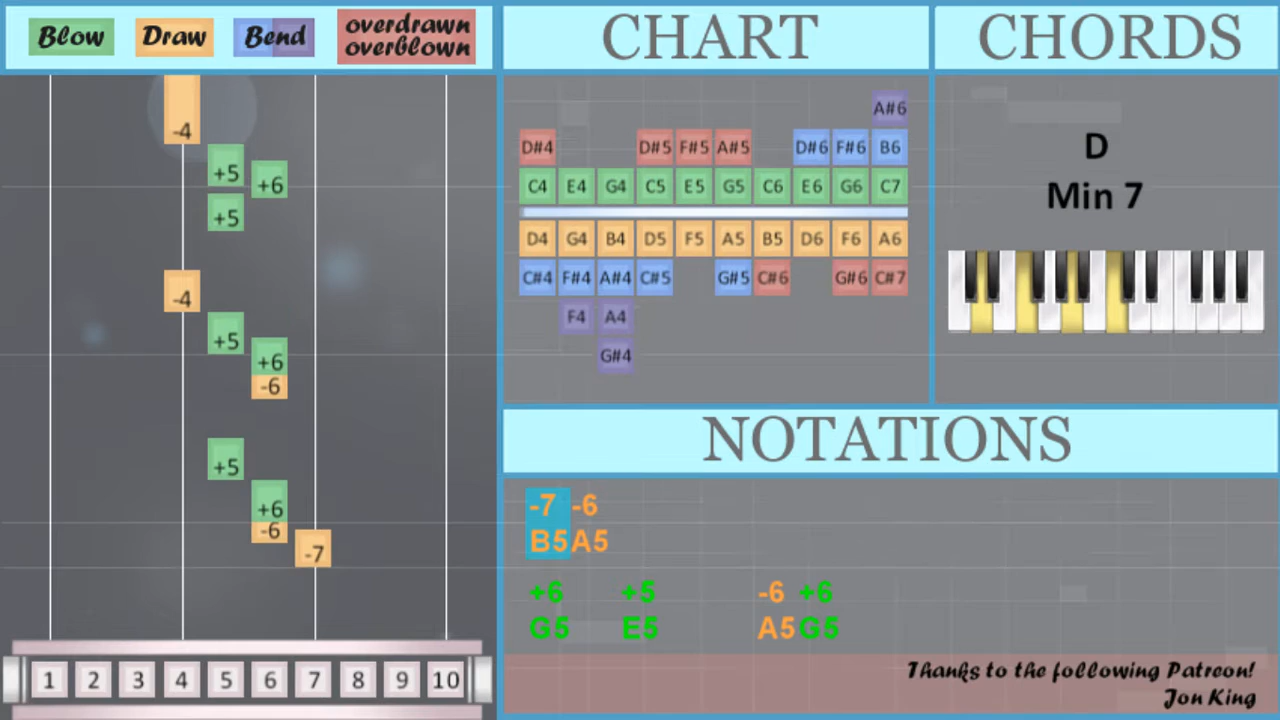 Blow Draw Bend overdrawn
overblown
CHART
CHORDS
-4
+5 +6
+5
-4
+5
+6
-6
+5
+6
-6
-7
1 2 3 4 5 6 7 8 9 10
A#6
D#4 D#5 F#5 A#5 D#6 F#6 B6
C4 E4 G4 C5 E5 G5 C6 E6 G6 C7
D4 G4 B4 D5 F5 A5 B5 D6 F6 A6
C#4 F#4 A#4 C#5 G#5 C#6 G#6 C#7
F4 A4
G#4
D
Min 7
NOTATIONS
-7 -6
B5 A5
+6 +5 -6 +6
G5 E5 A5 G5
Thanks to the following Patreon!
Jon King